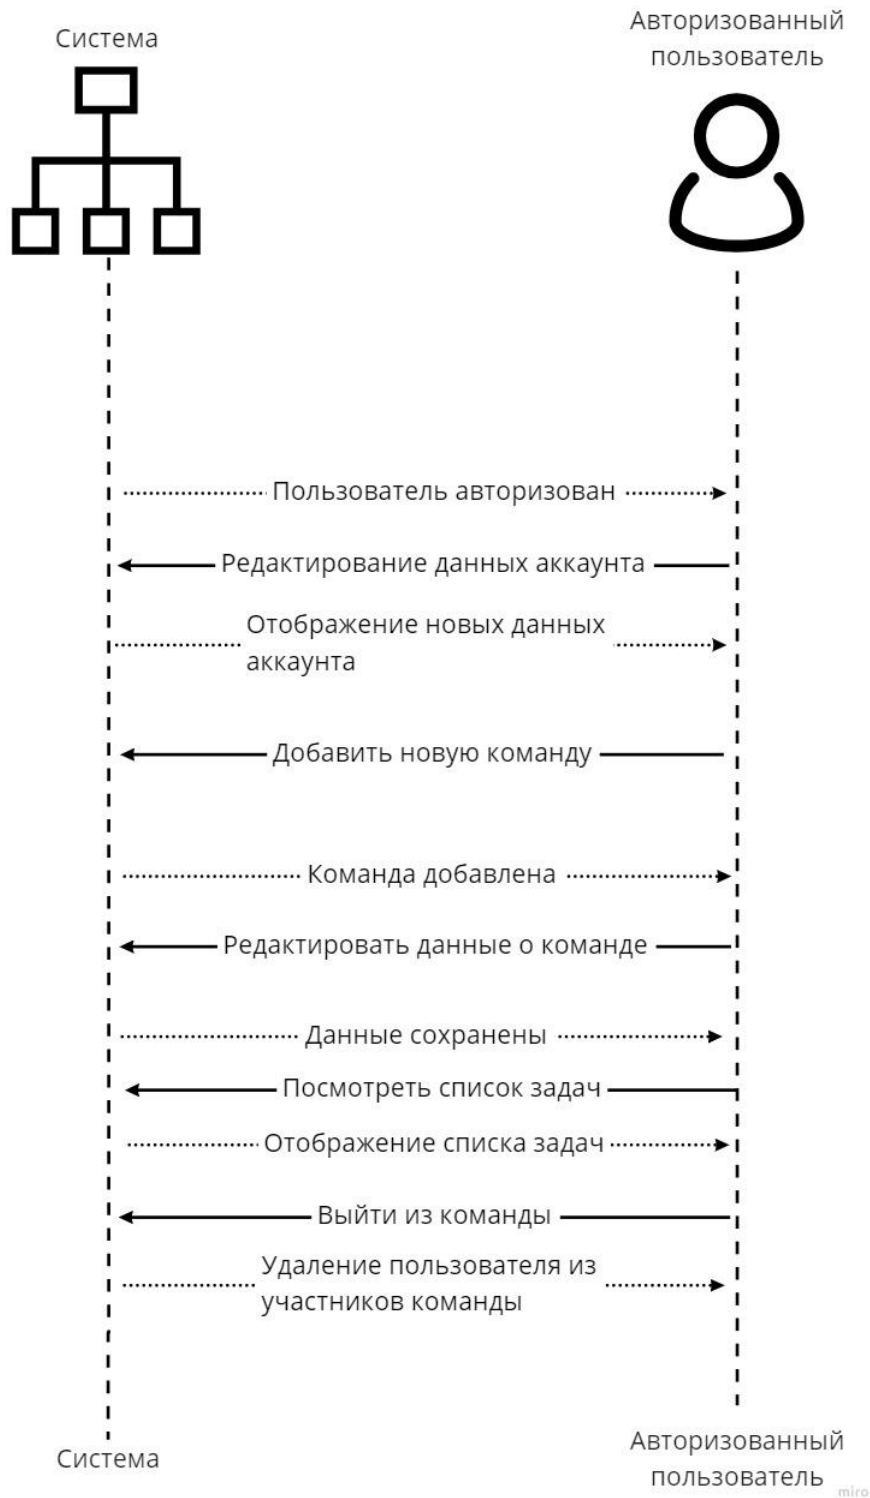 Система
Авторизованный
пользователь
Пользователь авторизован
Редактирование данных аккаунта
Отображение новых данных
аккаунта
Добавить новую команду
Команда добавлена
Редактировать данные о команде
Данные сохранены
Посмотреть список задач
Отображение списка задач
Выйти из команды
Удаление пользователя из
участников команды
Система
Авторизованный
пользователь
miro